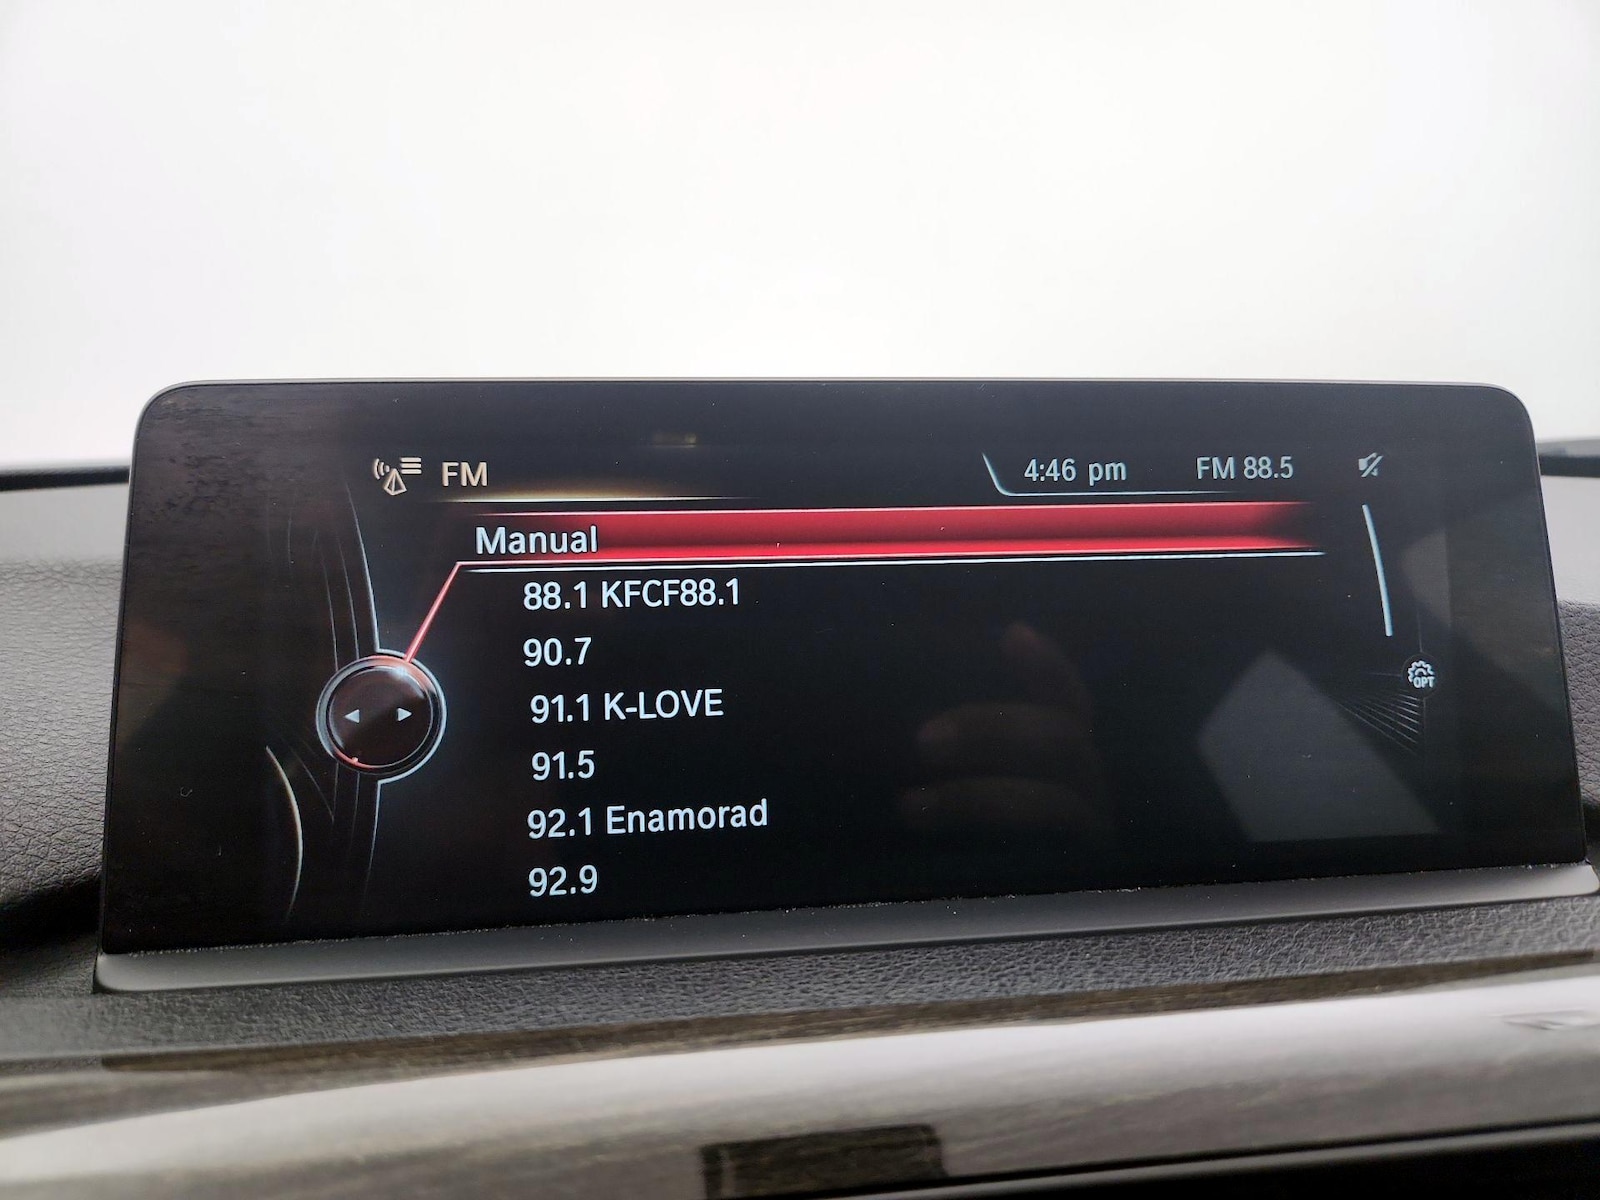 FM
4:46 pm FM 88.5
Manual
88.1 KFCF88.1
90.7
91.1 K-LOVE
OPT
91.5
92.1 Enamorad
92.9